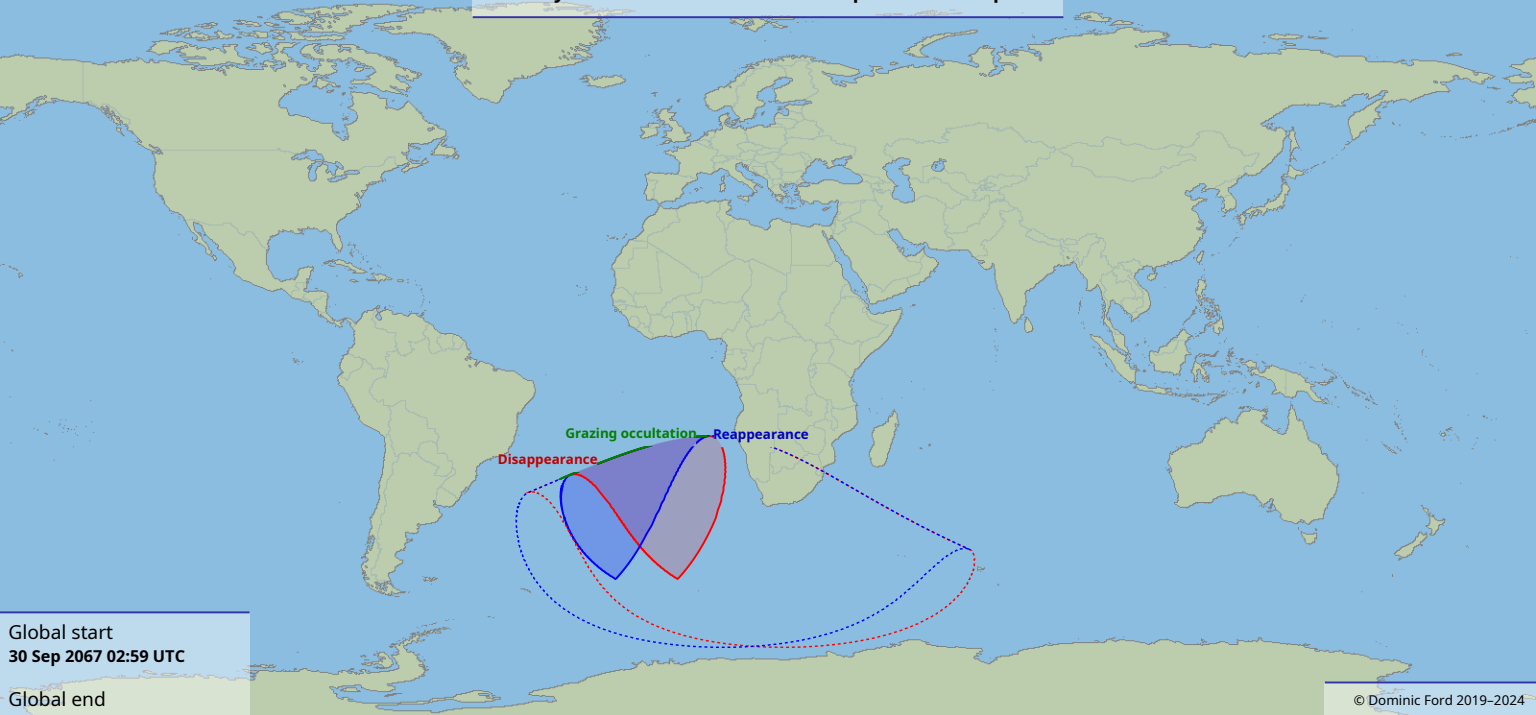 Grazing occultation
Reappearance
Disappearance
Global start
30 Sep 2067 02:59 UTC
Global end
© Dominic Ford 2019–2024